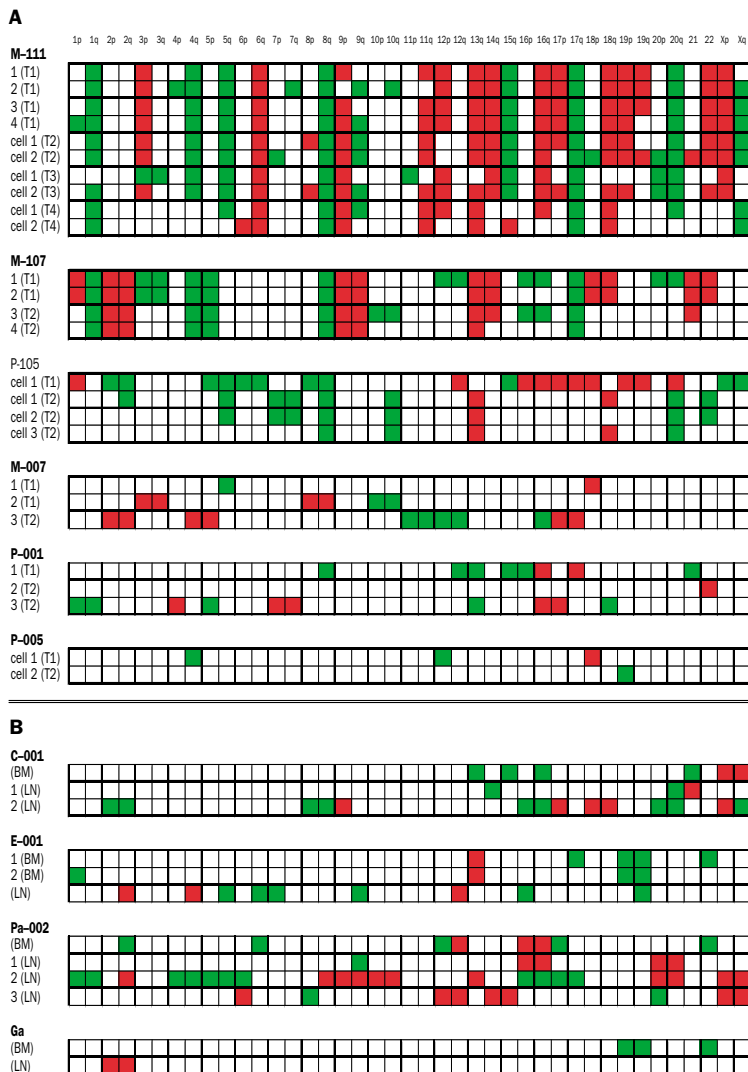 A
1p 1q 2p 2q 3p 3q 4p 4q 5p 5q 6p 6q 7p 7q 8p 8q 9p 9q 10p 10q 11p 11q 12p 12q 13q 14q 15q 16p 16q 17p 17q 18p 18q 19p 19q 20p 20q 21 22 Xp Xq
M–111
1 (T1)
2 (T1)
3 (T1)
4 (T1)
cell 1 (T2)
cell 2 (T2)
cell 1 (T3)
cell 2 (T3)
cell 1 (T4)
cell 2 (T4)
M–107
1 (T1)
2 (T1)
3 (T2)
4 (T2)
P-105
cell 1 (T1)
cell 1 (T2)
cell 2 (T2)
cell 3 (T2)
M–007
1 (T1)
2 (T1)
3 (T2)
P–001
1 (T1)
2 (T2)
3 (T2)
P–005
cell 1 (T1)
cell 2 (T2)
B
C–001
(BM)
1 (LN)
2 (LN)
E–001
1 (BM)
2 (BM)
(LN)
Pa–002
(BM)
1 (LN)
2 (LN)
3 (LN)
Ga
(BM)
(LN)